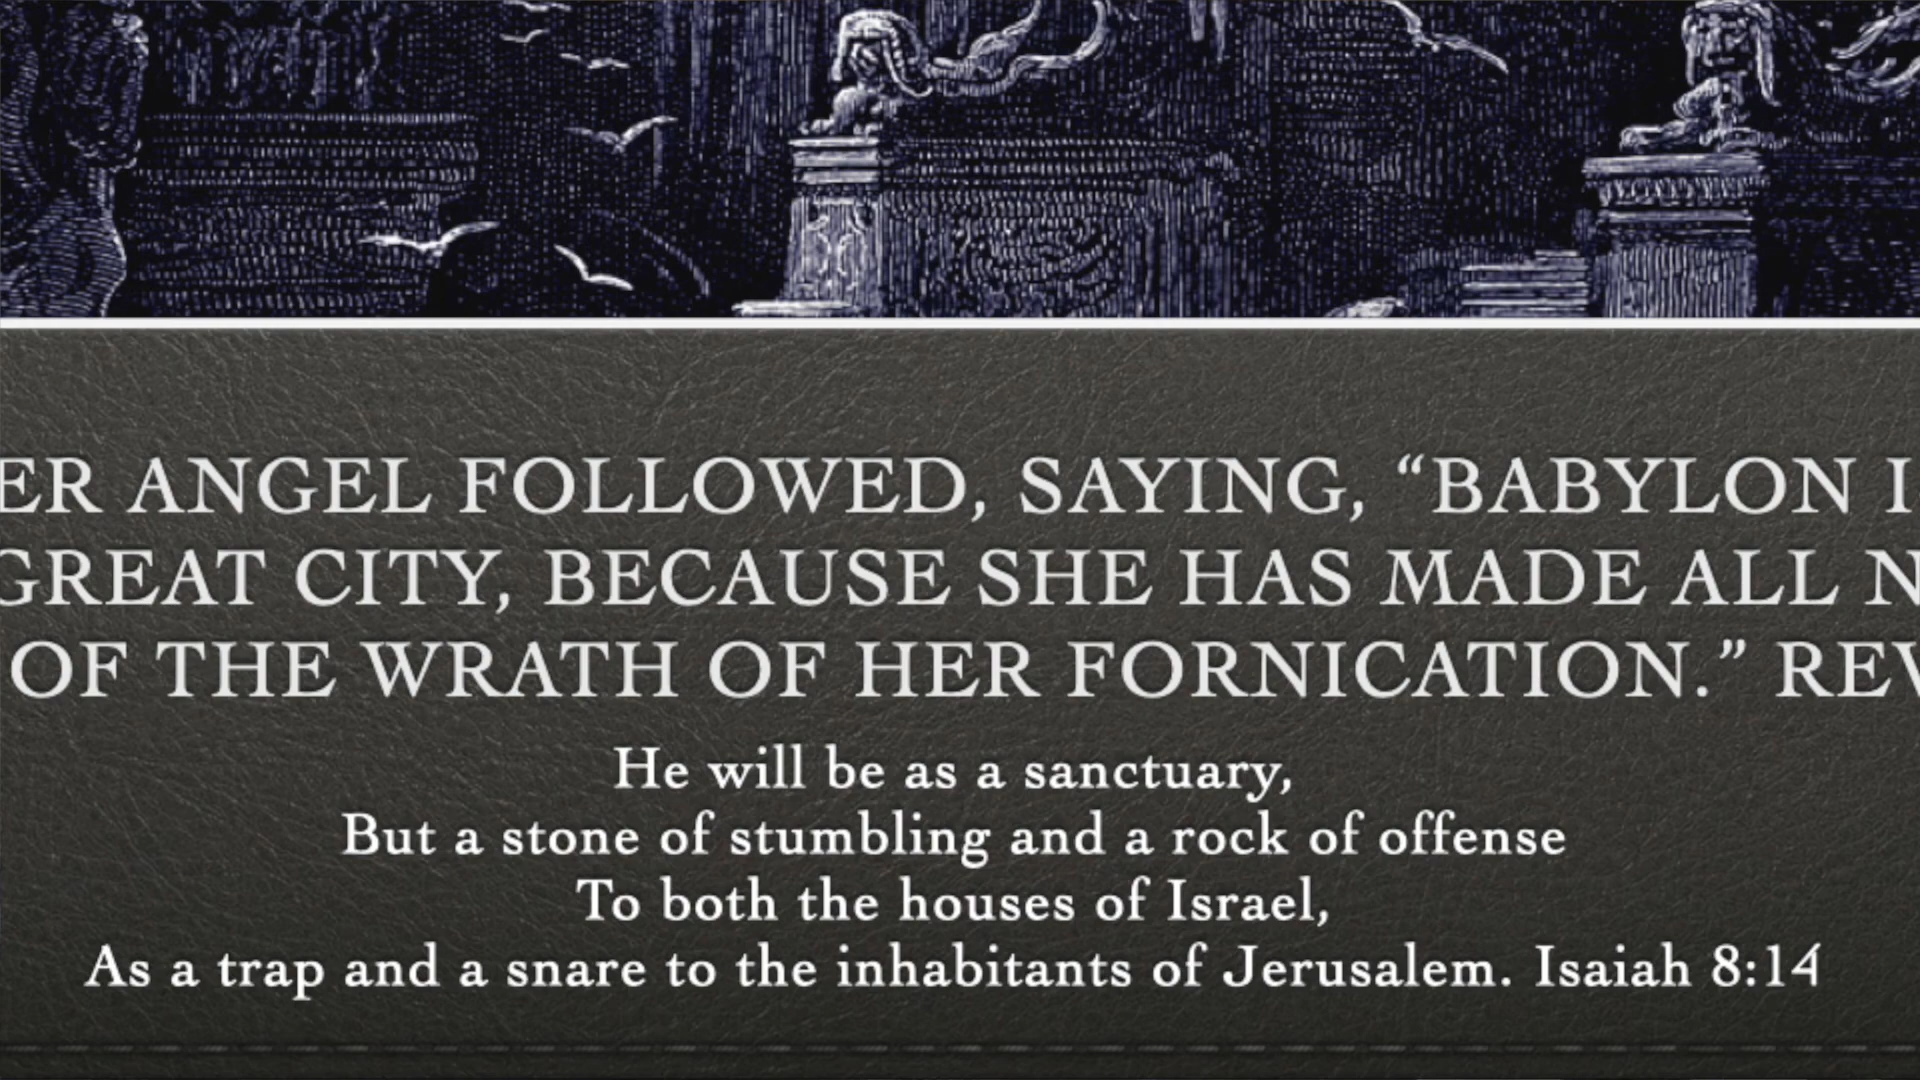 ER ANGEL FOLLOWED, SAYING, “BABYLON I
GREAT CITY, BECAUSE SHE HAS MADE ALL N
OF THE WRATH OF HER FORNICATION.” REV
He will be as a sanctuary,
But a stone of stumbling and a rock of offense
To both the houses of Israel,
As a trap and a snare to the inhabitants of Jerusalem. Isaiah 8:14